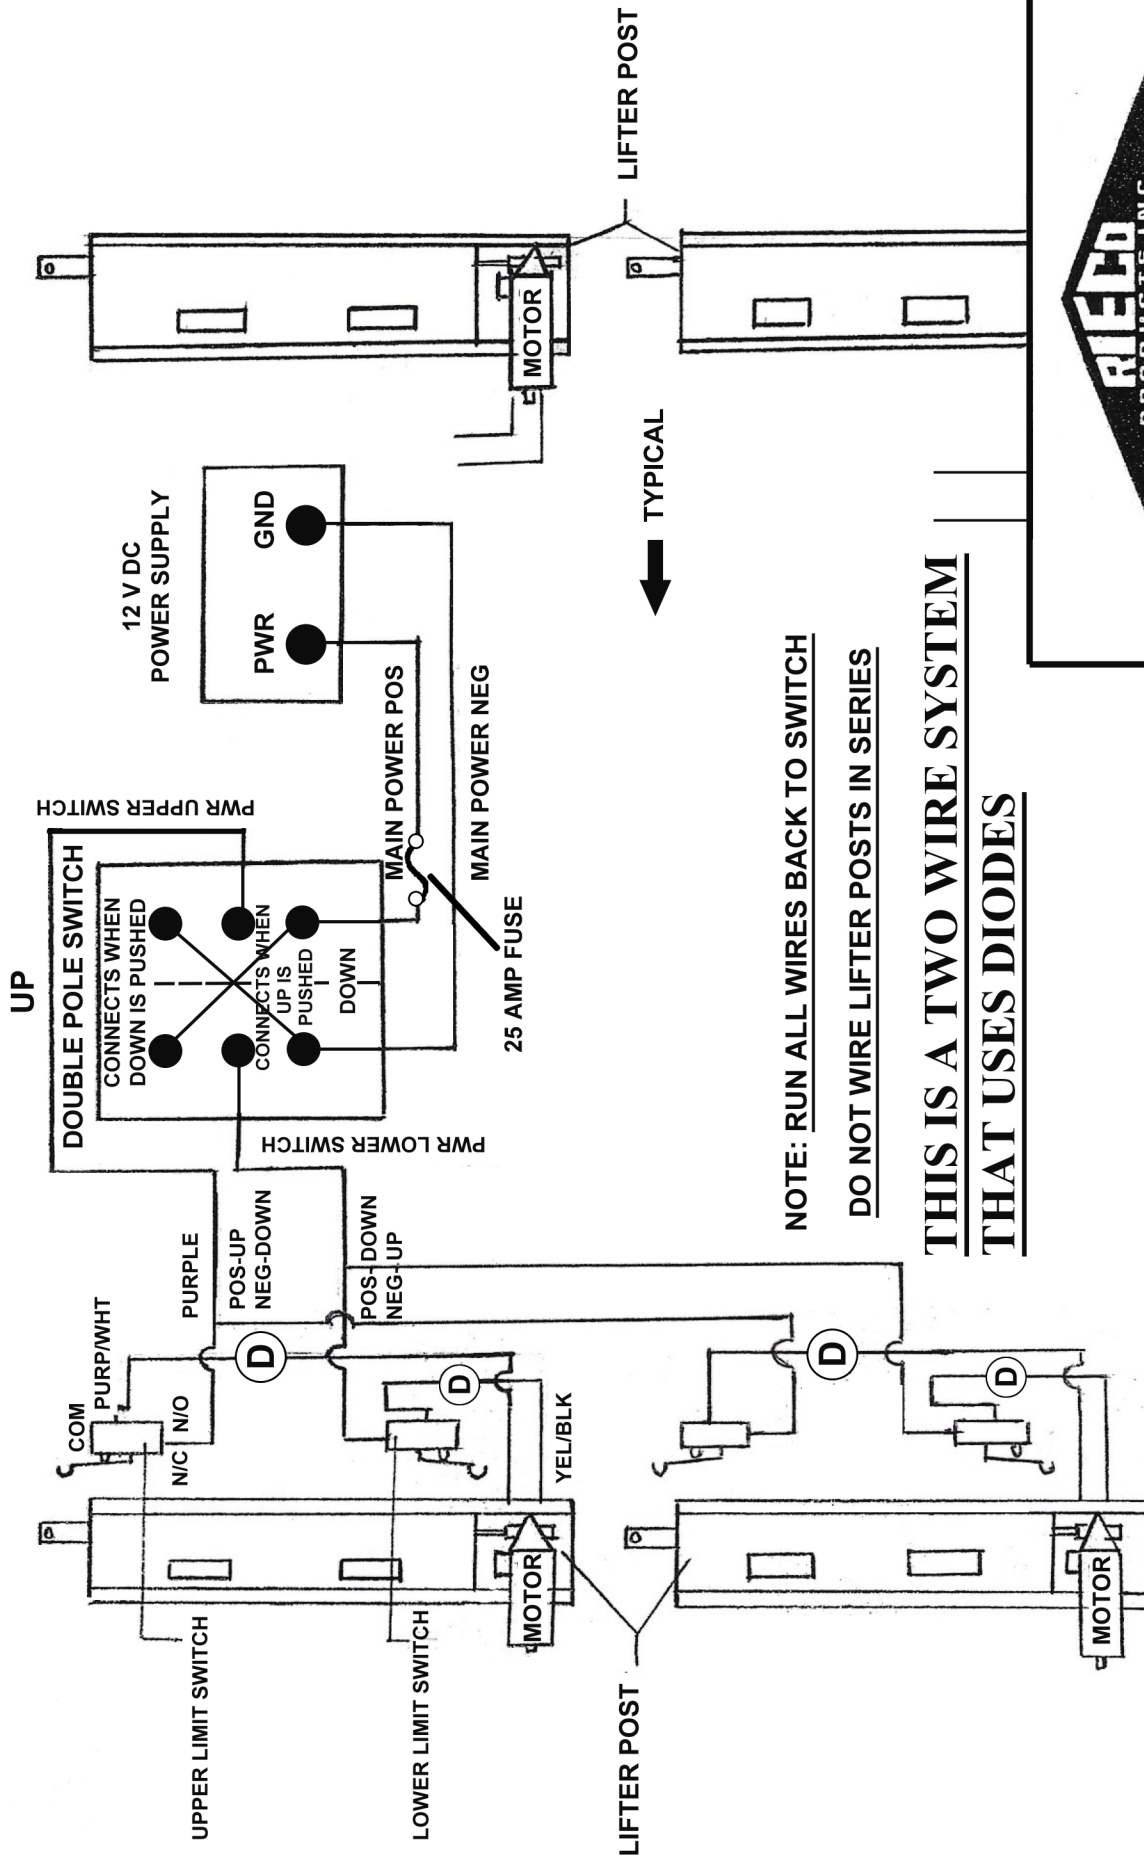 UP
DOUBLE POLE SWITCH
CONNECTS WHEN
DOWN IS PUSHED
CONNECTS WHEN
UP IS
PUSHED
DOWN
PWR UPPER SWITCH
PWR LOWER SWITCH
12 V DC
POWER SUPPLY
PWR
GND
MAIN POWER POS
MAIN POWER NEG
25 AMP FUSE
PURPLE
POS-UP
NEG-DOWN
POS-DOWN
NEG-UP
COM
PURP/WHT
N/C
N/O
D
D
YEL/BLK
UPPER LIMIT SWITCH
LOWER LIMIT SWITCH
MOTOR
MOTOR
LIFTER POST
LIFTER POST
TYPICAL
D
D
MOTOR
NOTE: RUN ALL WIRES BACK TO SWITCH
DO NOT WIRE LIFTER POSTS IN SERIES
THIS IS A TWO WIRE SYSTEM
THAT USES DIODES
RIECO